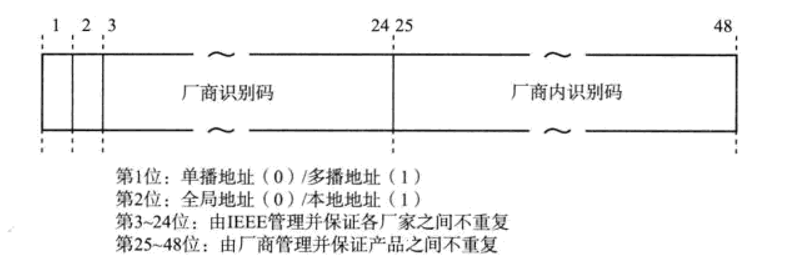 1 2 3 24 25 48
厂商识别码 厂商内识别码
第1位：单播地址（0）/多播地址（1）
第2位：全局地址（0）/本地地址（1）
第3~24位：由IEEE管理并保证各厂家之间不重复
第25~48位：由厂商管理并保证产品之间不重复